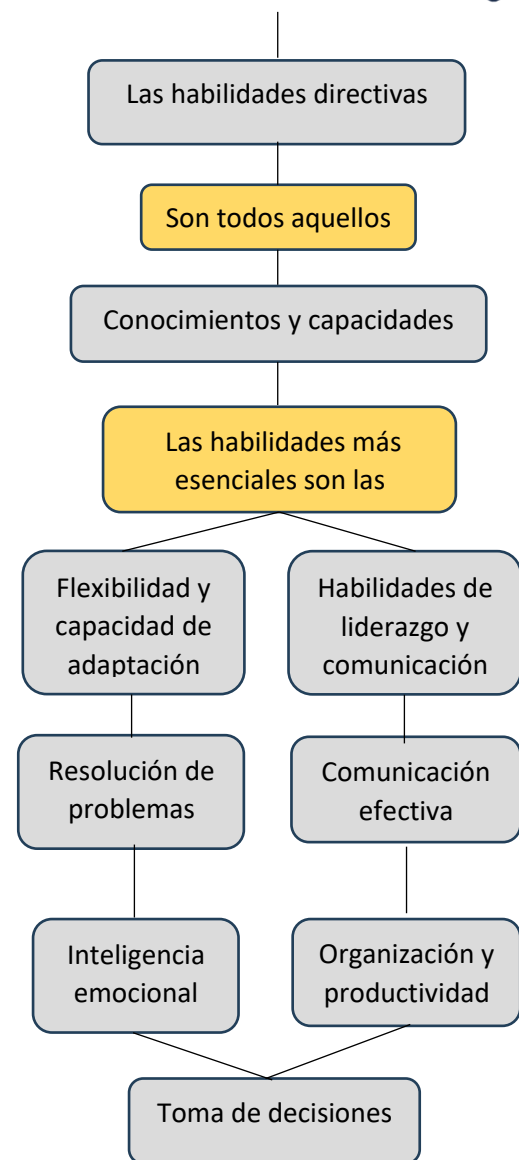 Las habilidades directivas
Son todos aquellos
Conocimientos y capacidades
Las habilidades más
esenciales son las
Flexibilidad y
capacidad de
adaptación
Habilidades de
liderazgo y
comunicación
Resolución de
problemas
Comunicación
efectiva
Inteligencia
emocional
Organización y
productividad
Toma de decisiones